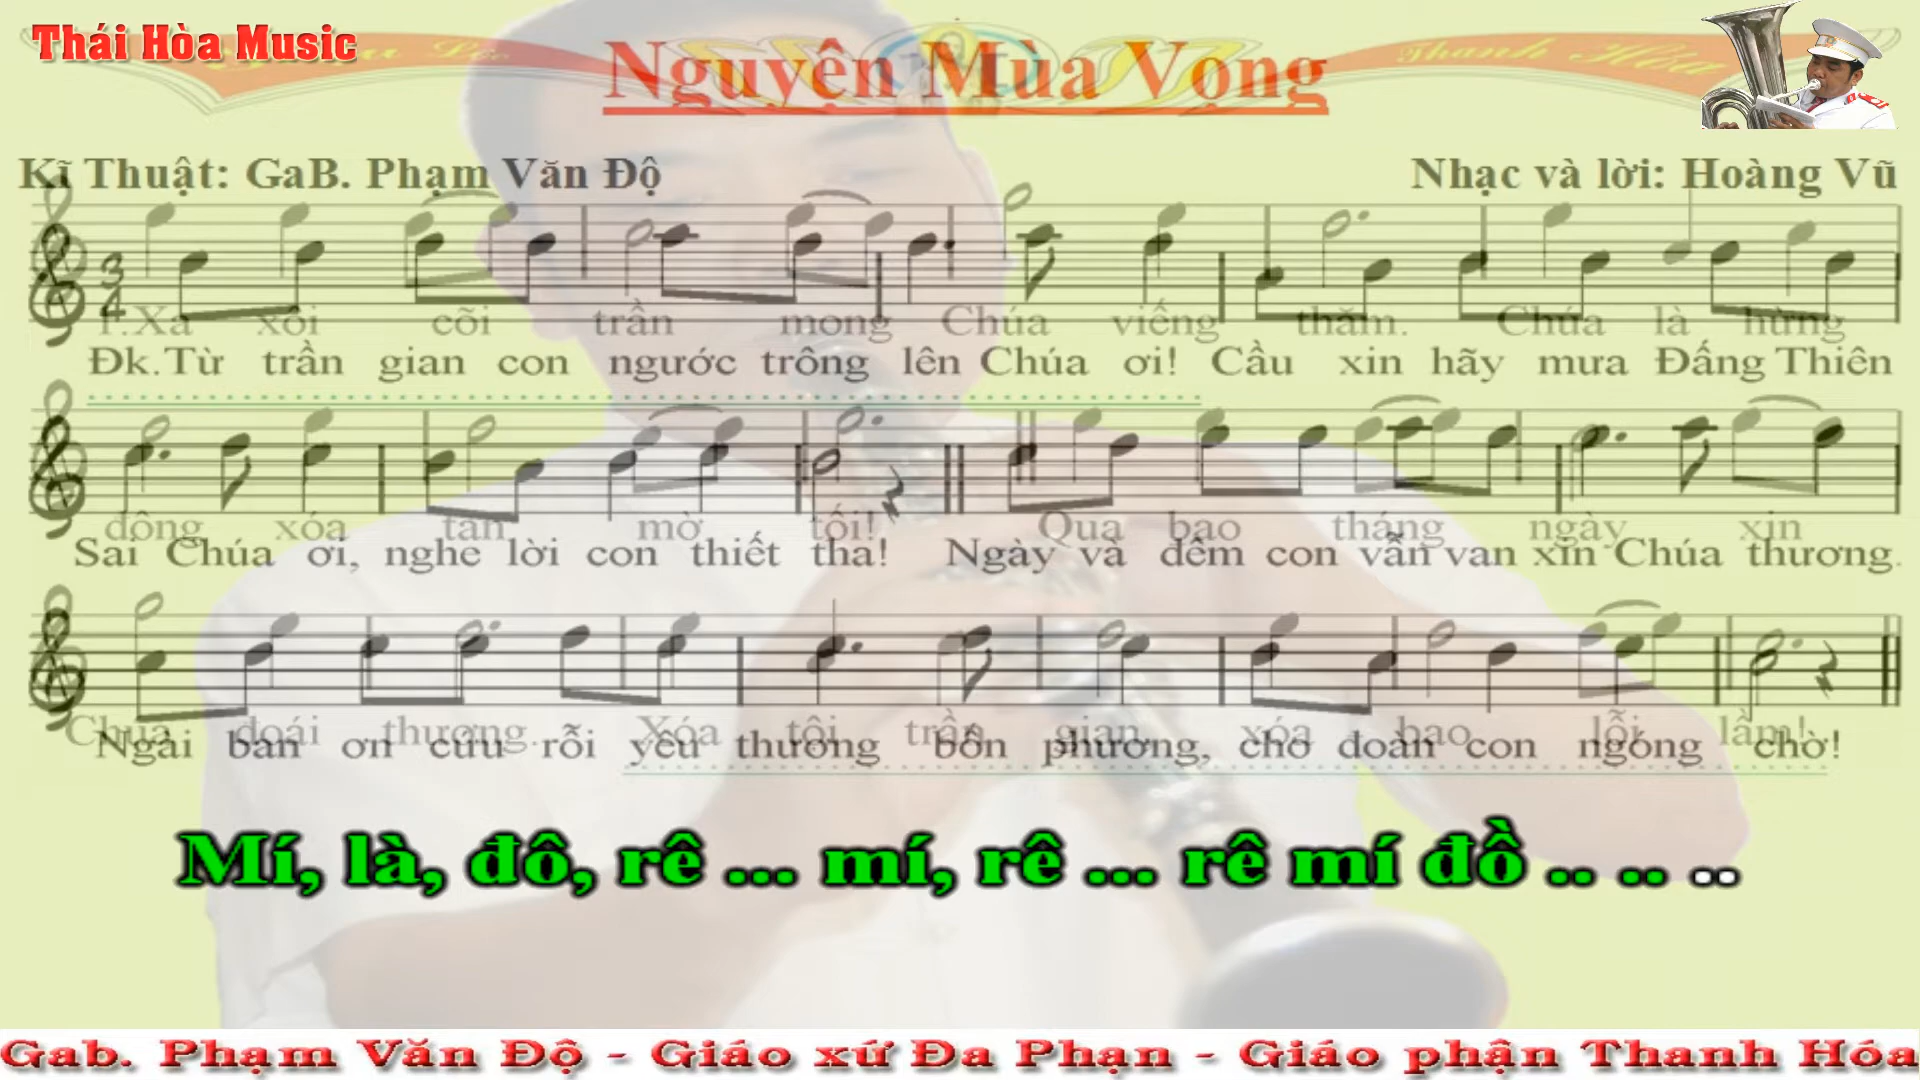 Thái Hòa Music
Thanh Hóa
Nguyện Mùa Vọng
Kĩ Thuật: GaB. Phạm Văn Độ
Nhạc và lời: Hoàng Vũ
3
4
1.Xa xôi cõi trần mong Chúa viếng thăm. Chúa là hừng
Đk.Từ trần gian con ngước trông lên Chúa ơi! Cầu xin hãy mưa Đấng Thiên
đông xóa tan mờ tối! Qua bao tháng ngày xin
Sai Chúa ơi, nghe lời con thiết tha! Ngày và đêm con vẫn van xin Chúa thương.
Chúa doái thương. Xóa tội trần gian xóa bao lỗi lầm!
Ngài ban ơn cứu rỗi yêu thương bốn phương, cho đoàn con ngóng chờ!
Mí, là, đô, rê ... mí, rê ... rê mí đồ .. .. ..
Gab. Phạm Văn Độ - Giáo xứ Đa Phạn - Giáo phận Thanh Hóa